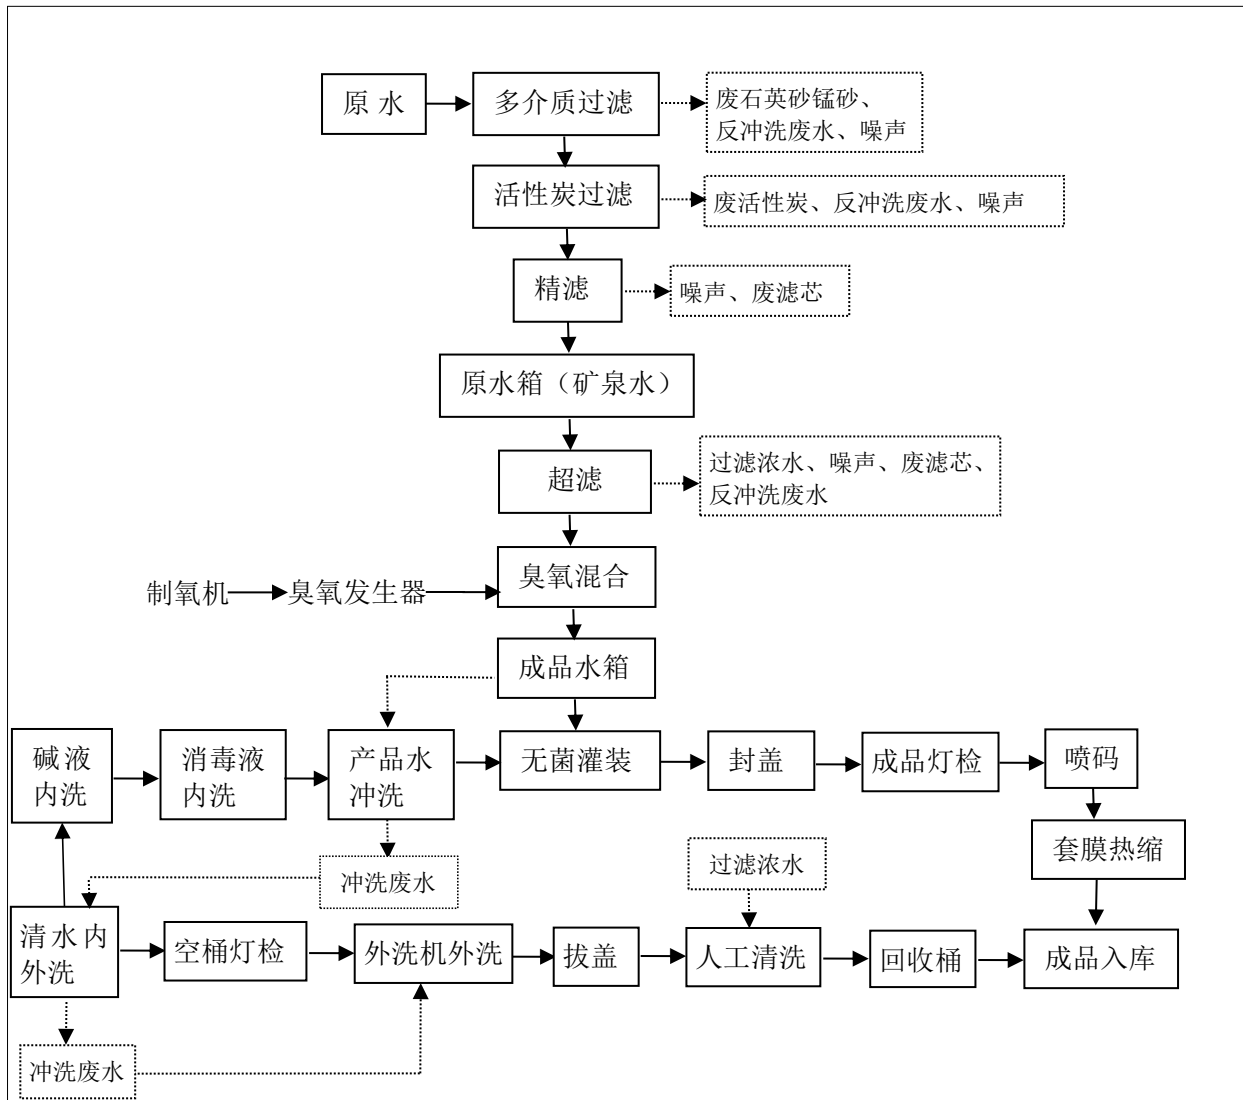 原 水
多介质过滤
废石英砂锰砂、
反冲洗废水、噪声
活性炭过滤
废活性炭、反冲洗废水、噪声
精滤
噪声、废滤芯
原水箱（矿泉水）
超滤
过滤浓水、噪声、废滤芯、
反冲洗废水
制氧机
臭氧发生器
臭氧混合
成品水箱
碱液
内洗
消毒液
内洗
产品水
冲洗
无菌灌装
封盖
成品灯检
喷码
套膜热缩
冲洗废水
过滤浓水
清水内
外洗
空桶灯检
外洗机外洗
拔盖
人工清洗
回收桶
成品入库
冲洗废水